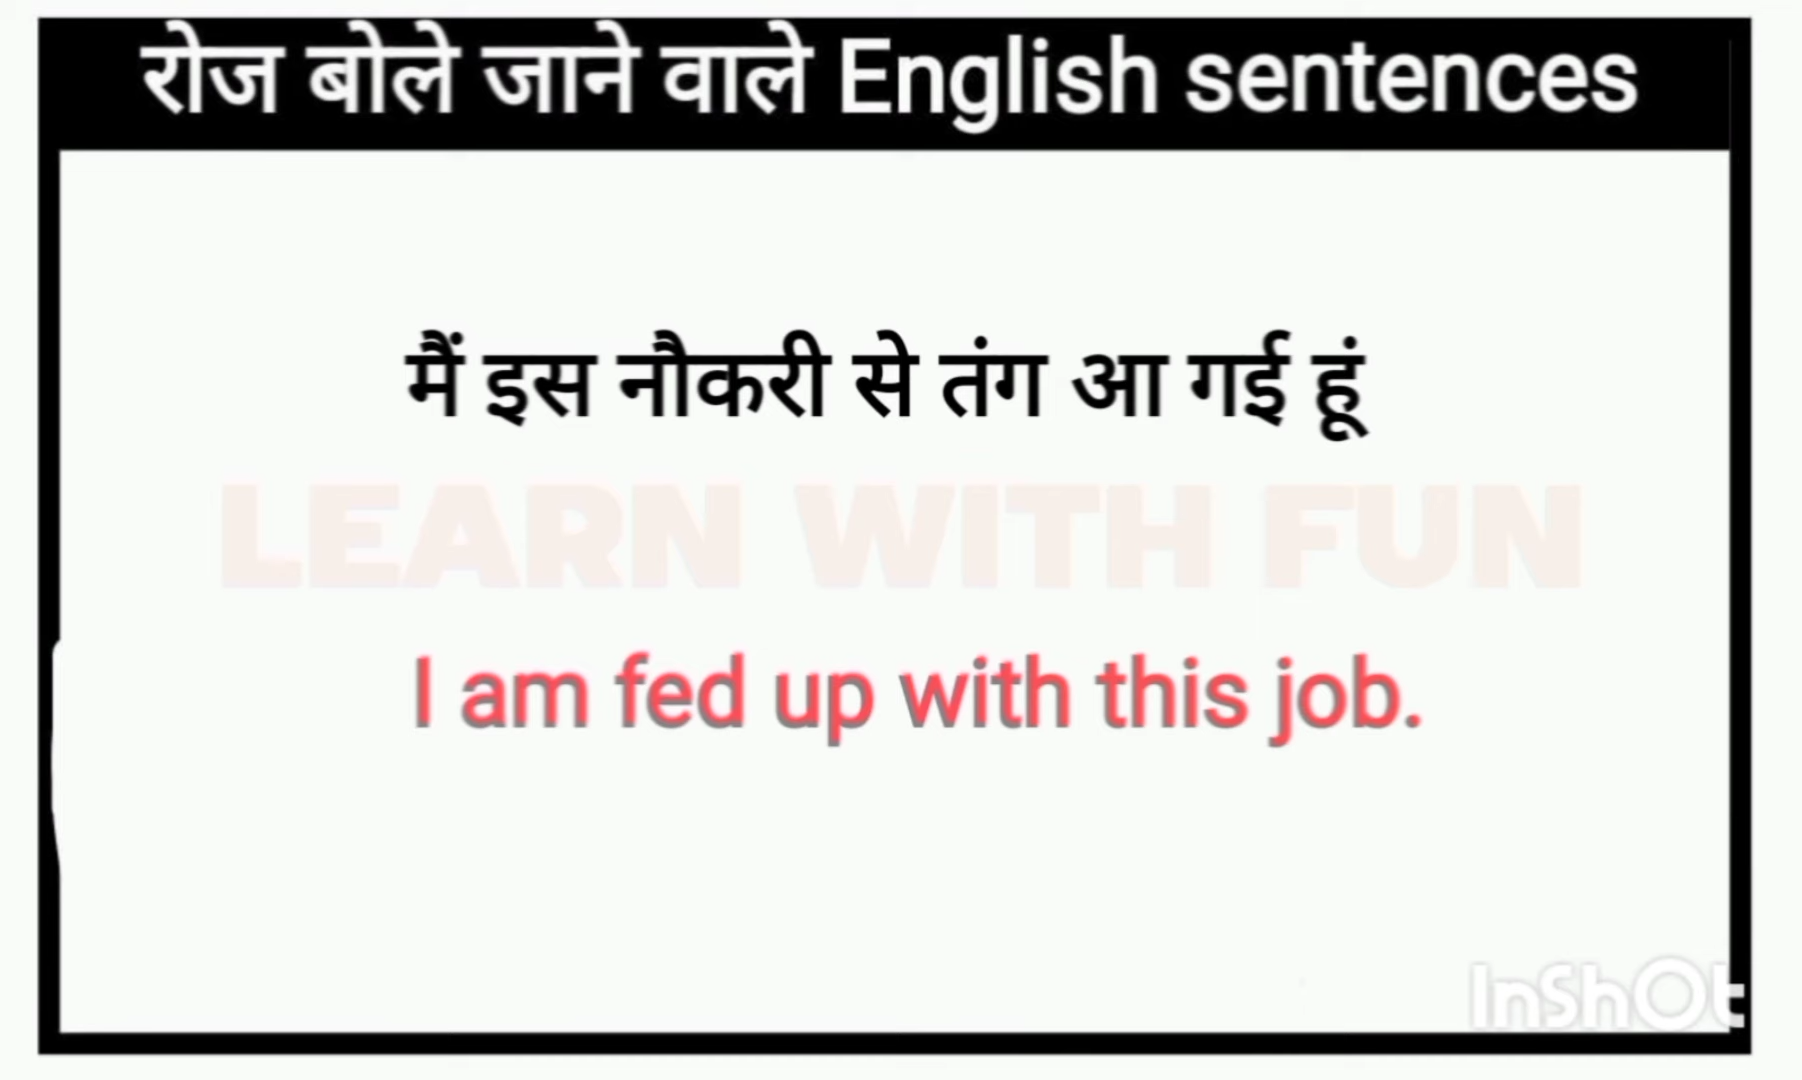 रोज बोले जाने वाले English sentences
मैं इस नौकरी से तंग आ गई हूं
LEARN WITH FUN
I am fed up with this job.
InShOt